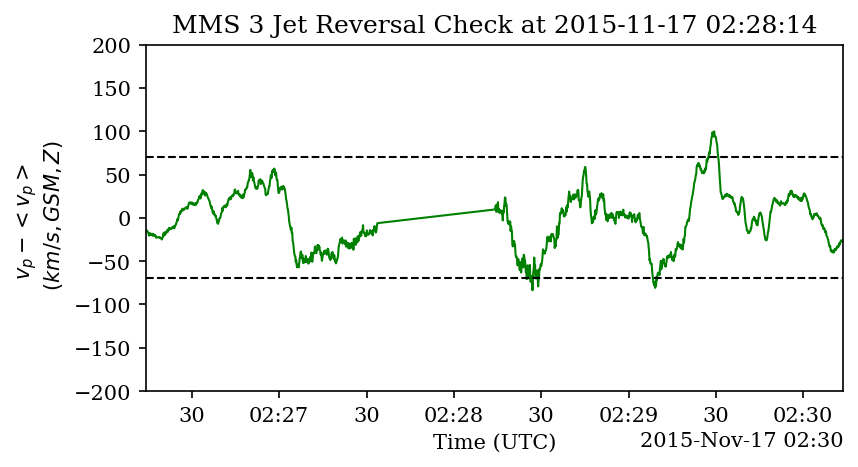 MMS 3 Jet Reversal Check at 2015-11-17 02:28:14
200
150
100
50
0
−50
−100
−150
−200
v_p − < v_p >
(km/s, GSM, Z)
30 02:27 30 02:28 30 02:29 30 02:30
Time (UTC)
2015-Nov-17 02:30